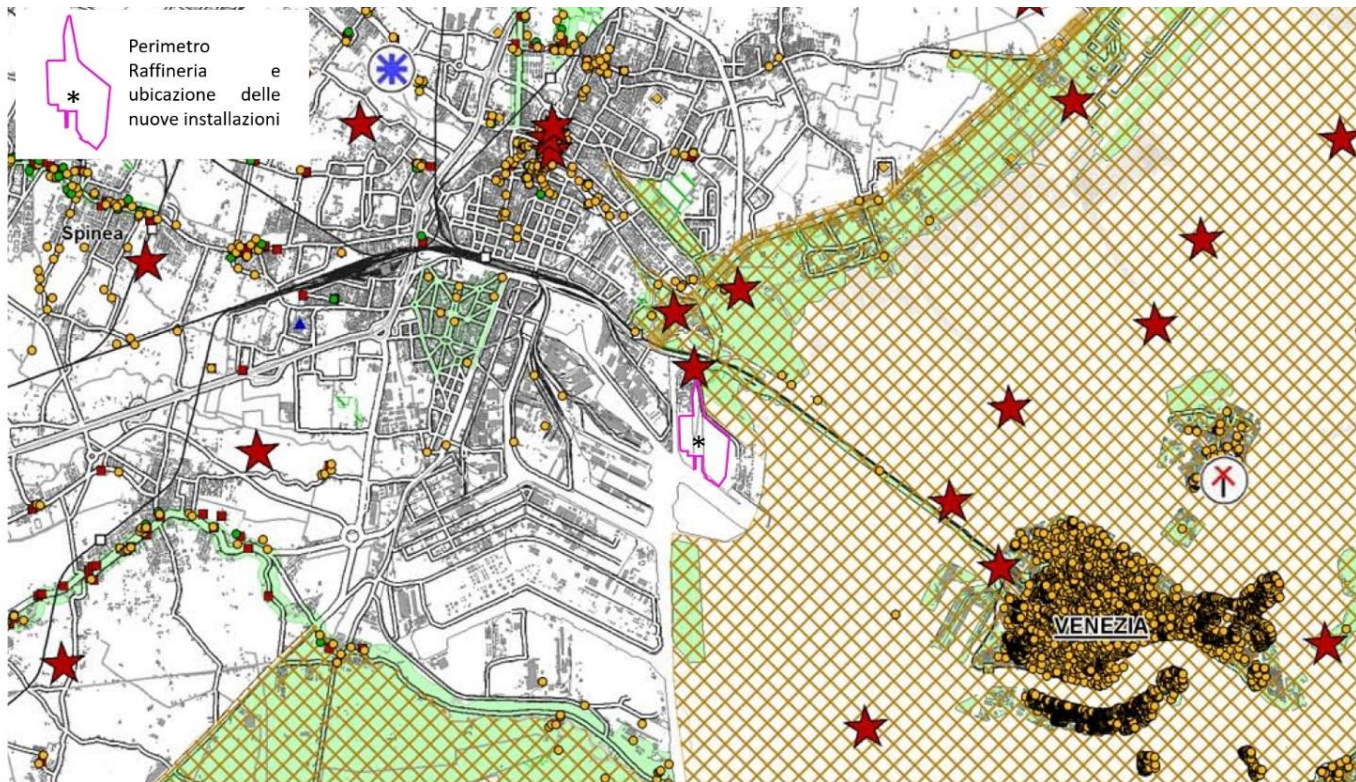 Perimetro
Raffineria e
ubicazione delle
nuove installazioni
*
Spinea
*
VENEZIA